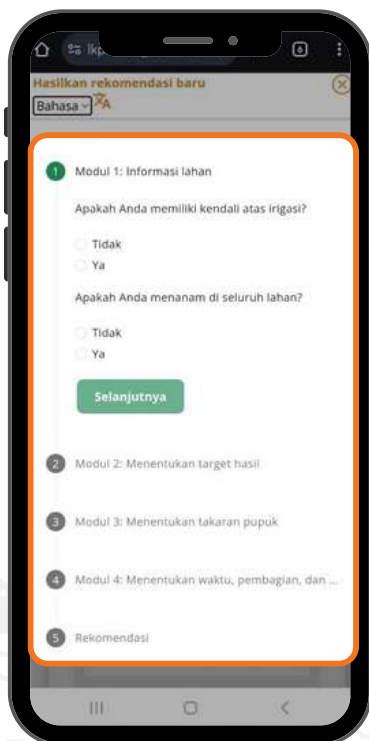 6
Hasilkan rekomendasi baru
Bahasa
1 Modul 1: Informasi lahan
Apakah Anda memiliki kendali atas irigasi?
Tidak
Ya
Apakah Anda menanam di seluruh lahan?
Tidak
Ya
Selanjutnya
2 Modul 2: Menentukan target hasil
3 Modul 3: Menentukan takaran pupuk
4 Modul 4: Menentukan waktu, pembagian, dan ...
5 Rekomendasi